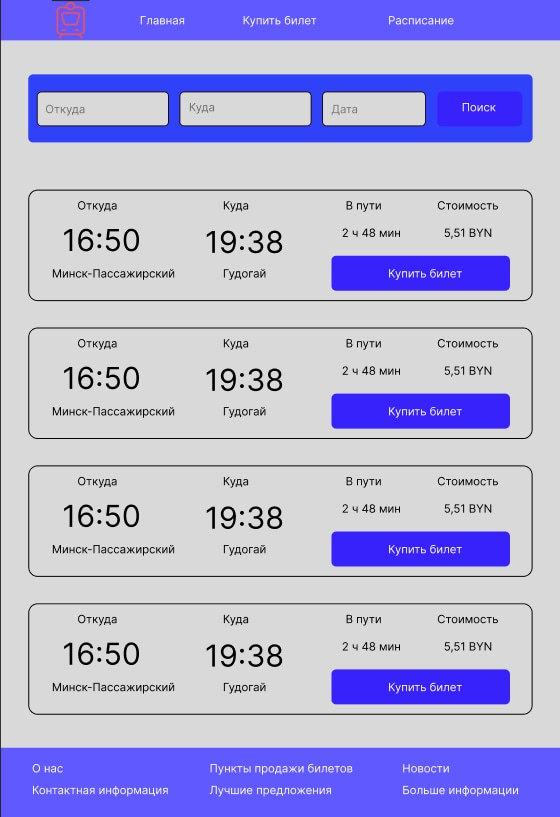 Главная Купить билет Расписание
Откуда Куда Дата Поиск
Откуда Куда В пути Стоимость
16:50 19:38 2 ч 48 мин 5,51 BYN
Минск-Пассажирский Гудогай Купить билет
Откуда Куда В пути Стоимость
16:50 19:38 2 ч 48 мин 5,51 BYN
Минск-Пассажирский Гудогай Купить билет
Откуда Куда В пути Стоимость
16:50 19:38 2 ч 48 мин 5,51 BYN
Минск-Пассажирский Гудогай Купить билет
Откуда Куда В пути Стоимость
16:50 19:38 2 ч 48 мин 5,51 BYN
Минск-Пассажирский Гудогай Купить билет
О нас Пункты продажи билетов Новости
Контактная информация Лучшие предложения Больше информации